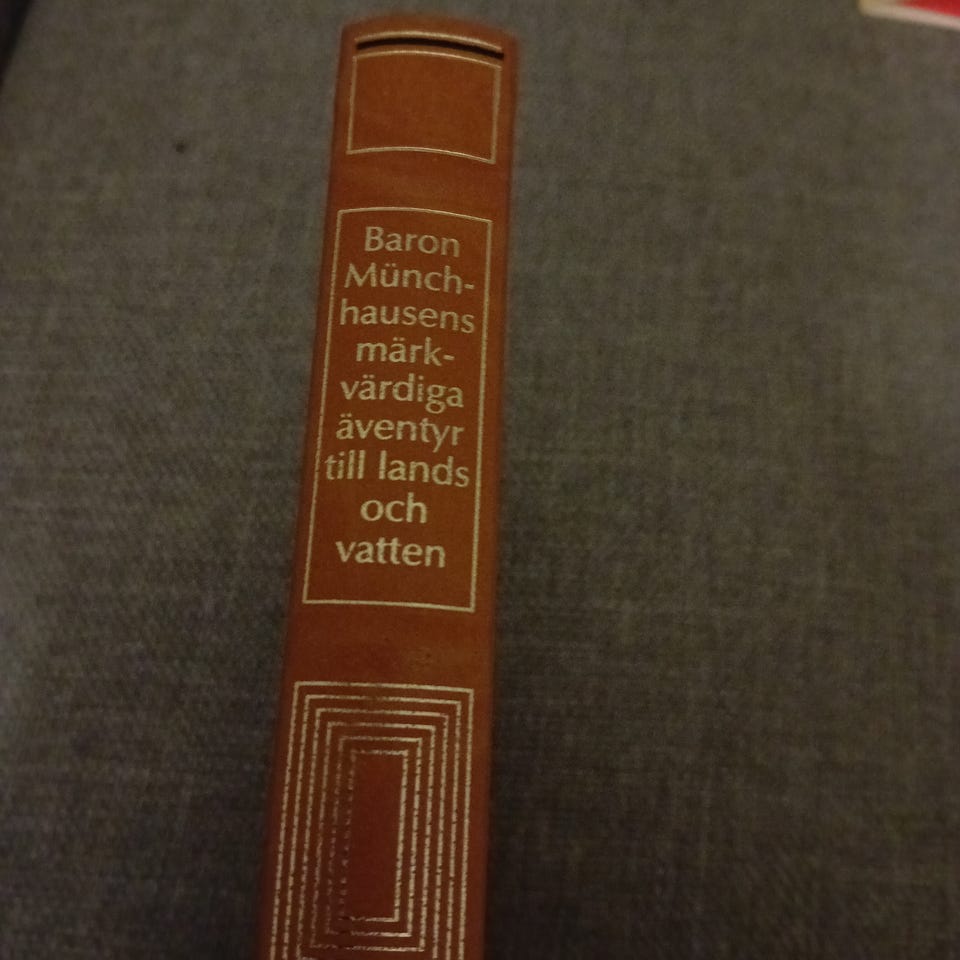 Baron
Münch-
hausens
märk-
värdiga
äventyr
till lands
och
vatten